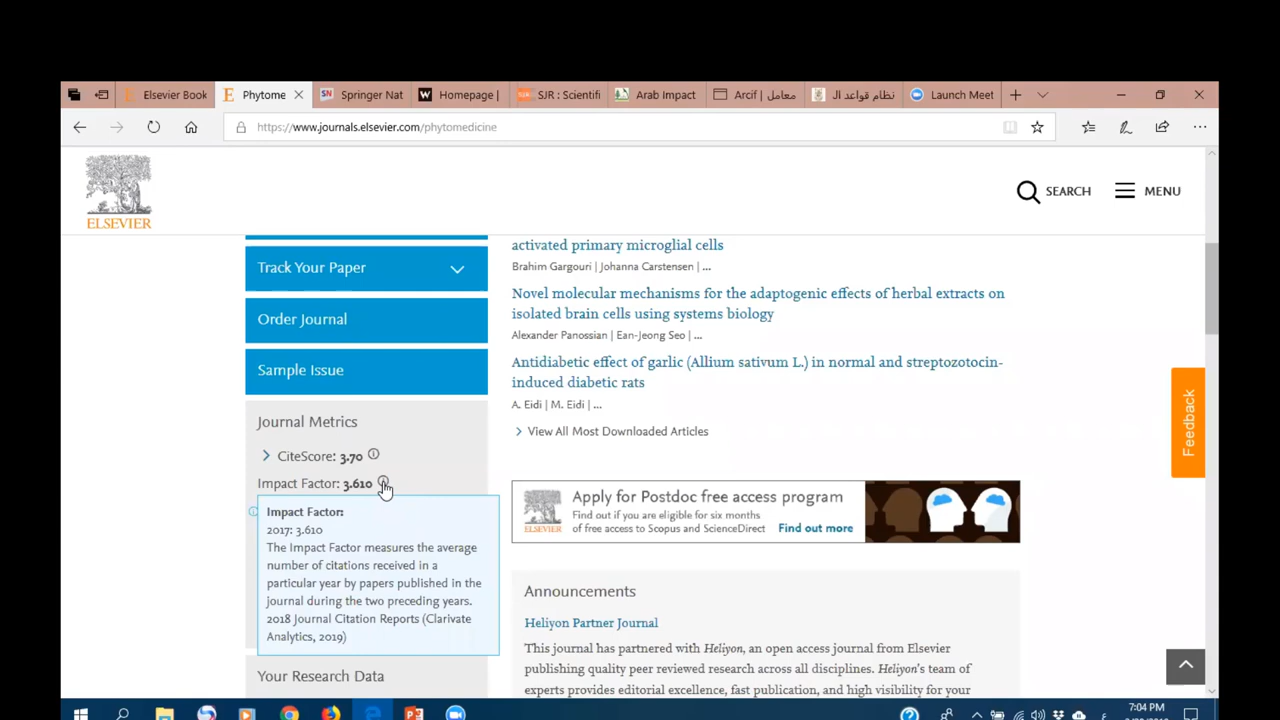 Elsevier Book
Phytome
Springer Nat
Homepage |
SJR : Scientifi
Arab Impact
معامل | Arcif
نظام قواعد ال
Launch Meet
https://www.journals.elsevier.com/phytomedicine
ELSEVIER
SEARCH
MENU
Track Your Paper
Order Journal
Sample Issue
Journal Metrics
CiteScore: 3.70
Impact Factor: 3.610
Impact Factor:
2017: 3.610
The Impact Factor measures the average
number of citations received in a
particular year by papers published in the
journal during the two preceding years.
2018 Journal Citation Reports (Clarivate
Analytics, 2019)
Your Research Data
activated primary microglial cells
Brahim Gargouri | Johanna Carstensen | ...
Novel molecular mechanisms for the adaptogenic effects of herbal extracts on
isolated brain cells using systems biology
Alexander Panossian | Ean-Jeong Seo | ...
Antidiabetic effect of garlic (Allium sativum L.) in normal and streptozotocin-
induced diabetic rats
A. Eidi | M. Eidi | ...
View All Most Downloaded Articles
ELSEVIER
Apply for Postdoc free access program
Find out if you are eligible for six months
of free access to Scopus and ScienceDirect
Find out more
Announcements
Heliyon Partner Journal
This journal has partnered with Heliyon, an open access journal from Elsevier
publishing quality peer reviewed research across all disciplines. Heliyon's team of
experts provides editorial excellence, fast publication, and high visibility for your
Feedback
7:04 PM